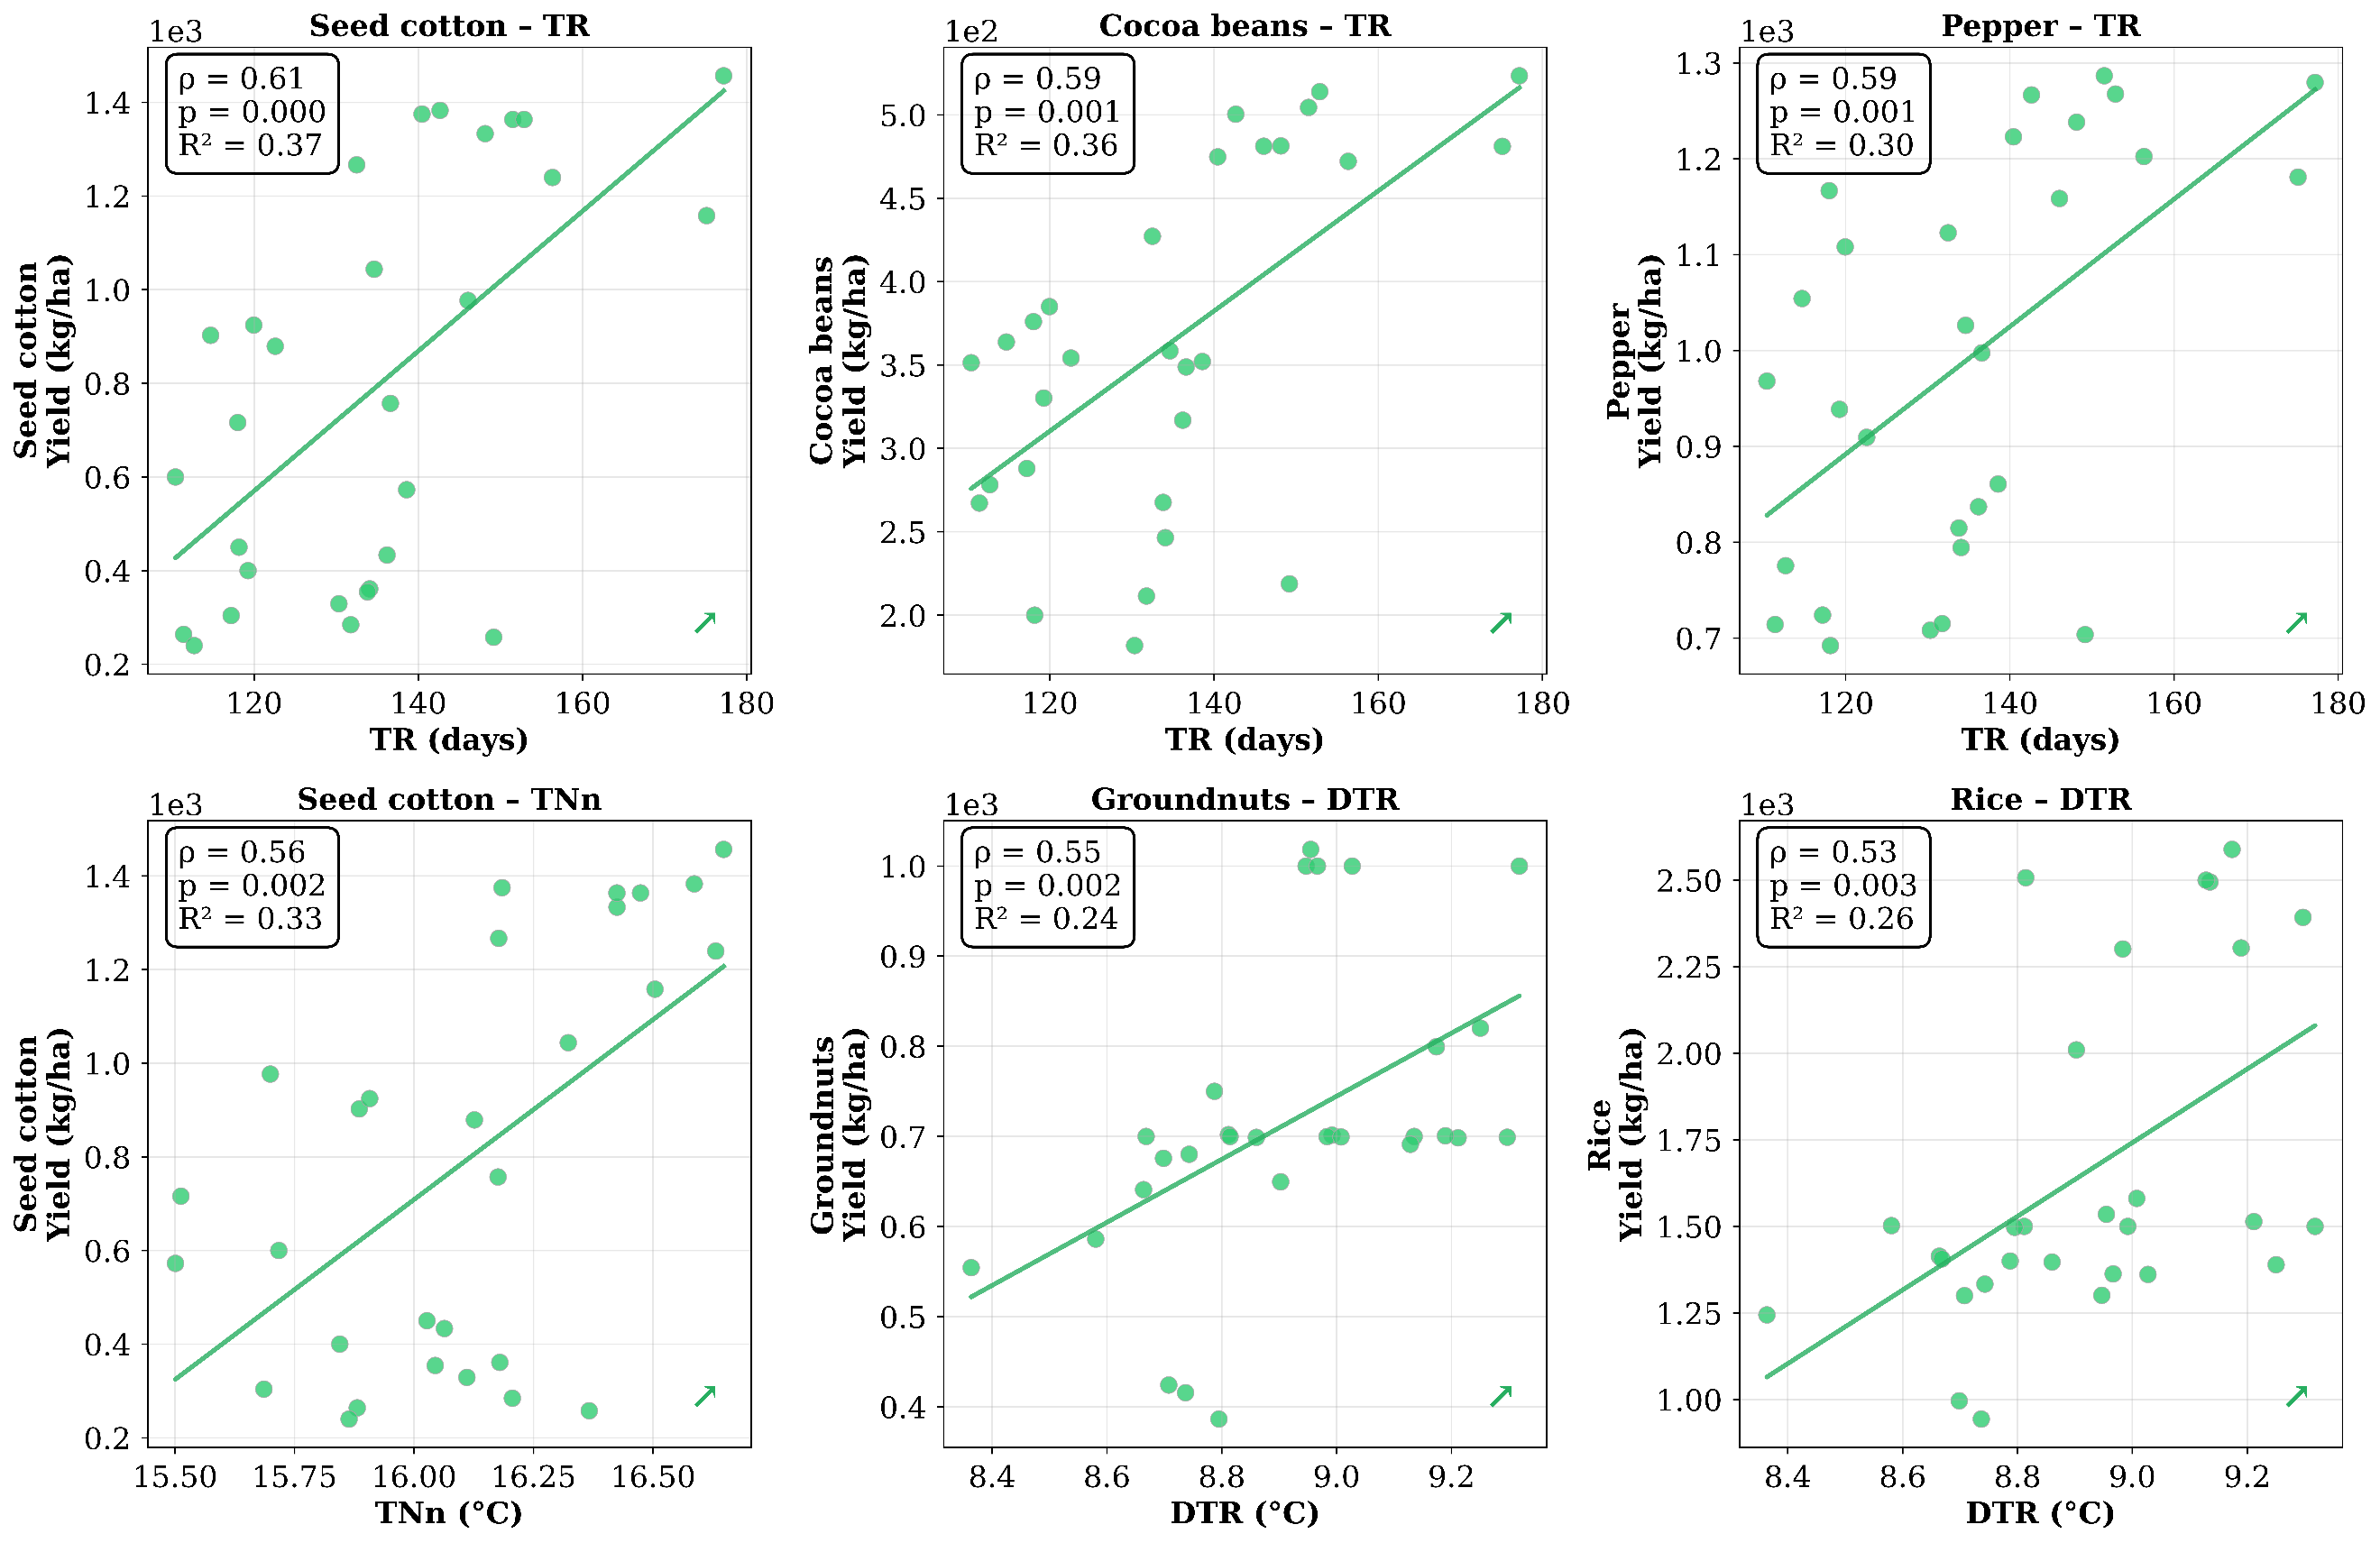 Seed cotton – TR
1e3
ρ = 0.61
p = 0.000
R² = 0.37
1.4
1.2
1.0
0.8
0.6
0.4
0.2
Seed cotton
Yield (kg/ha)
120 140 160 180
TR (days)
Cocoa beans – TR
1e2
ρ = 0.59
p = 0.001
R² = 0.36
5.0
4.5
4.0
3.5
3.0
2.5
2.0
Cocoa beans
Yield (kg/ha)
120 140 160 180
TR (days)
Pepper – TR
1e3
ρ = 0.59
p = 0.001
R² = 0.30
1.3
1.2
1.1
1.0
0.9
0.8
0.7
Pepper
Yield (kg/ha)
120 140 160 180
TR (days)
Seed cotton – TNn
1e3
ρ = 0.56
p = 0.002
R² = 0.33
1.4
1.2
1.0
0.8
0.6
0.4
0.2
Seed cotton
Yield (kg/ha)
15.50 15.75 16.00 16.25 16.50
TNn (°C)
Groundnuts – DTR
1e3
ρ = 0.55
p = 0.002
R² = 0.24
1.0
0.9
0.8
0.7
0.6
0.5
0.4
Groundnuts
Yield (kg/ha)
8.4 8.6 8.8 9.0 9.2
DTR (°C)
Rice – DTR
1e3
ρ = 0.53
p = 0.003
R² = 0.26
2.50
2.25
2.00
1.75
1.50
1.25
1.00
Rice
Yield (kg/ha)
8.4 8.6 8.8 9.0 9.2
DTR (°C)